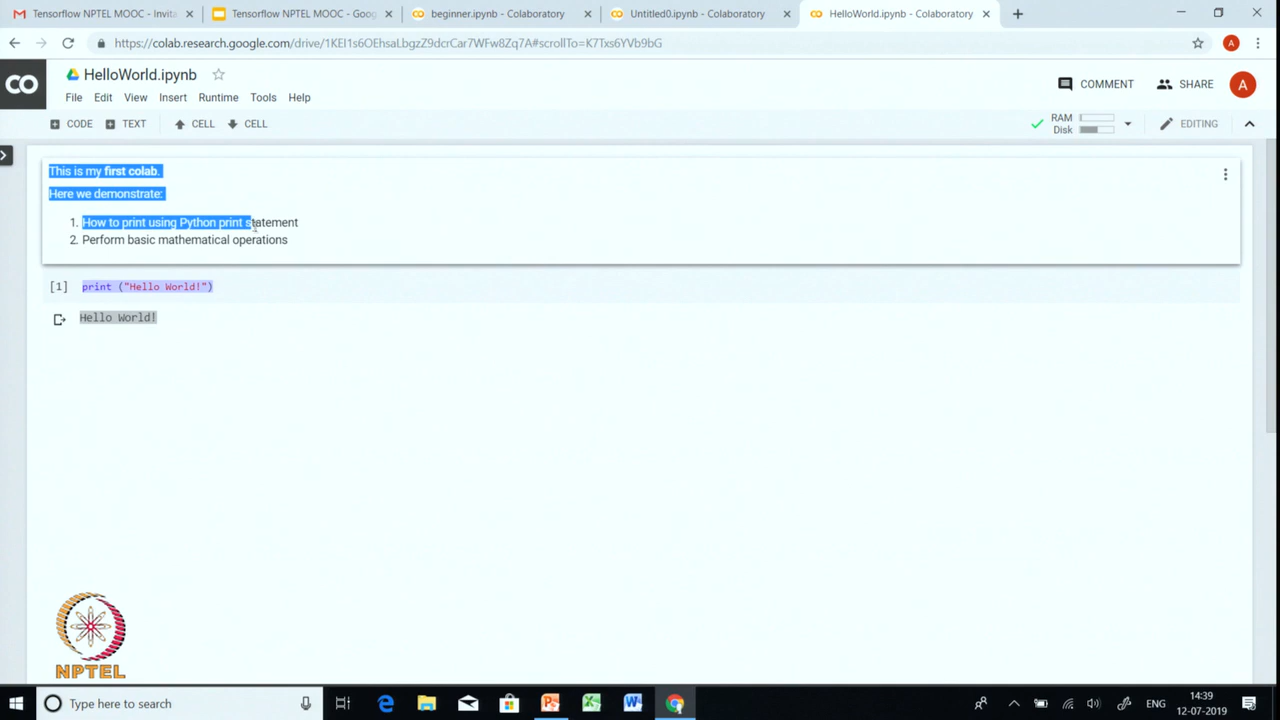 Tensorflow NPTEL MOOC - Invita
Tensorflow NPTEL MOOC - Goog
beginner.ipynb - Colaboratory
Untitled0.ipynb - Colaboratory
HelloWorld.ipynb - Colaboratory
https://colab.research.google.com/drive/1KEI1s6OEhsaLbgzZ9dcrCar7WFw8Zq7A#scrollTo=K7Txs6YVb9bG
A
CO
HelloWorld.ipynb
COMMENT
SHARE
A
File Edit View Insert Runtime Tools Help
CODE TEXT CELL CELL
RAM
Disk
EDITING
This is my first colab.
Here we demonstrate:
1. How to print using Python print statement
2. Perform basic mathematical operations
[1] print ("Hello World!")
Hello World!
NPTEL
Type here to search
ENG
14:39
12-07-2019